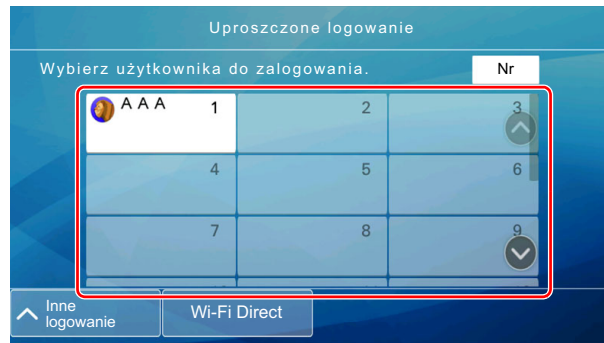 Uproszczone logowanie
Wybierz użytkownika do zalogowania.
Nr
A A A 1
2
3
4
5
6
7
8
9
Inne
logowanie
Wi-Fi Direct